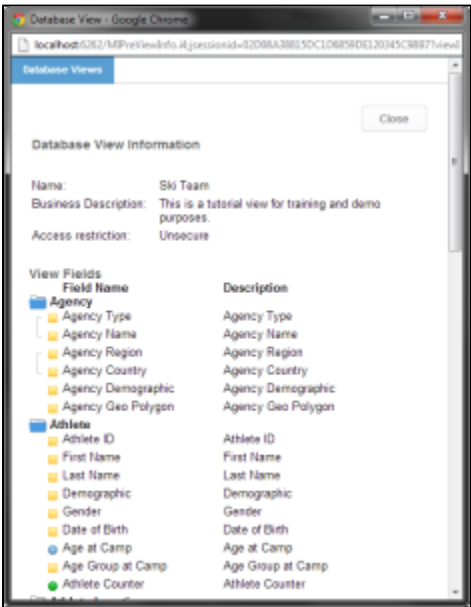 Database View - Google Chrome
Database Views
Close
Database View Information
Name: Ski Team
Business Description: This is a tutorial view for training and demo
purposes.
Access restriction: Unsecure
View Fields
Field Name Description
Agency
Agency Type Agency Type
Agency Name Agency Name
Agency Region Agency Region
Agency Country Agency Country
Agency Demographic Agency Demographic
Agency Geo Polygon Agency Geo Polygon
Athlete
Athlete ID Athlete ID
First Name First Name
Last Name Last Name
Demographic Demographic
Gender Gender
Date of Birth Date of Birth
Age at Camp Age at Camp
Age Group at Camp Age Group at Camp
Athlete Counter Athlete Counter